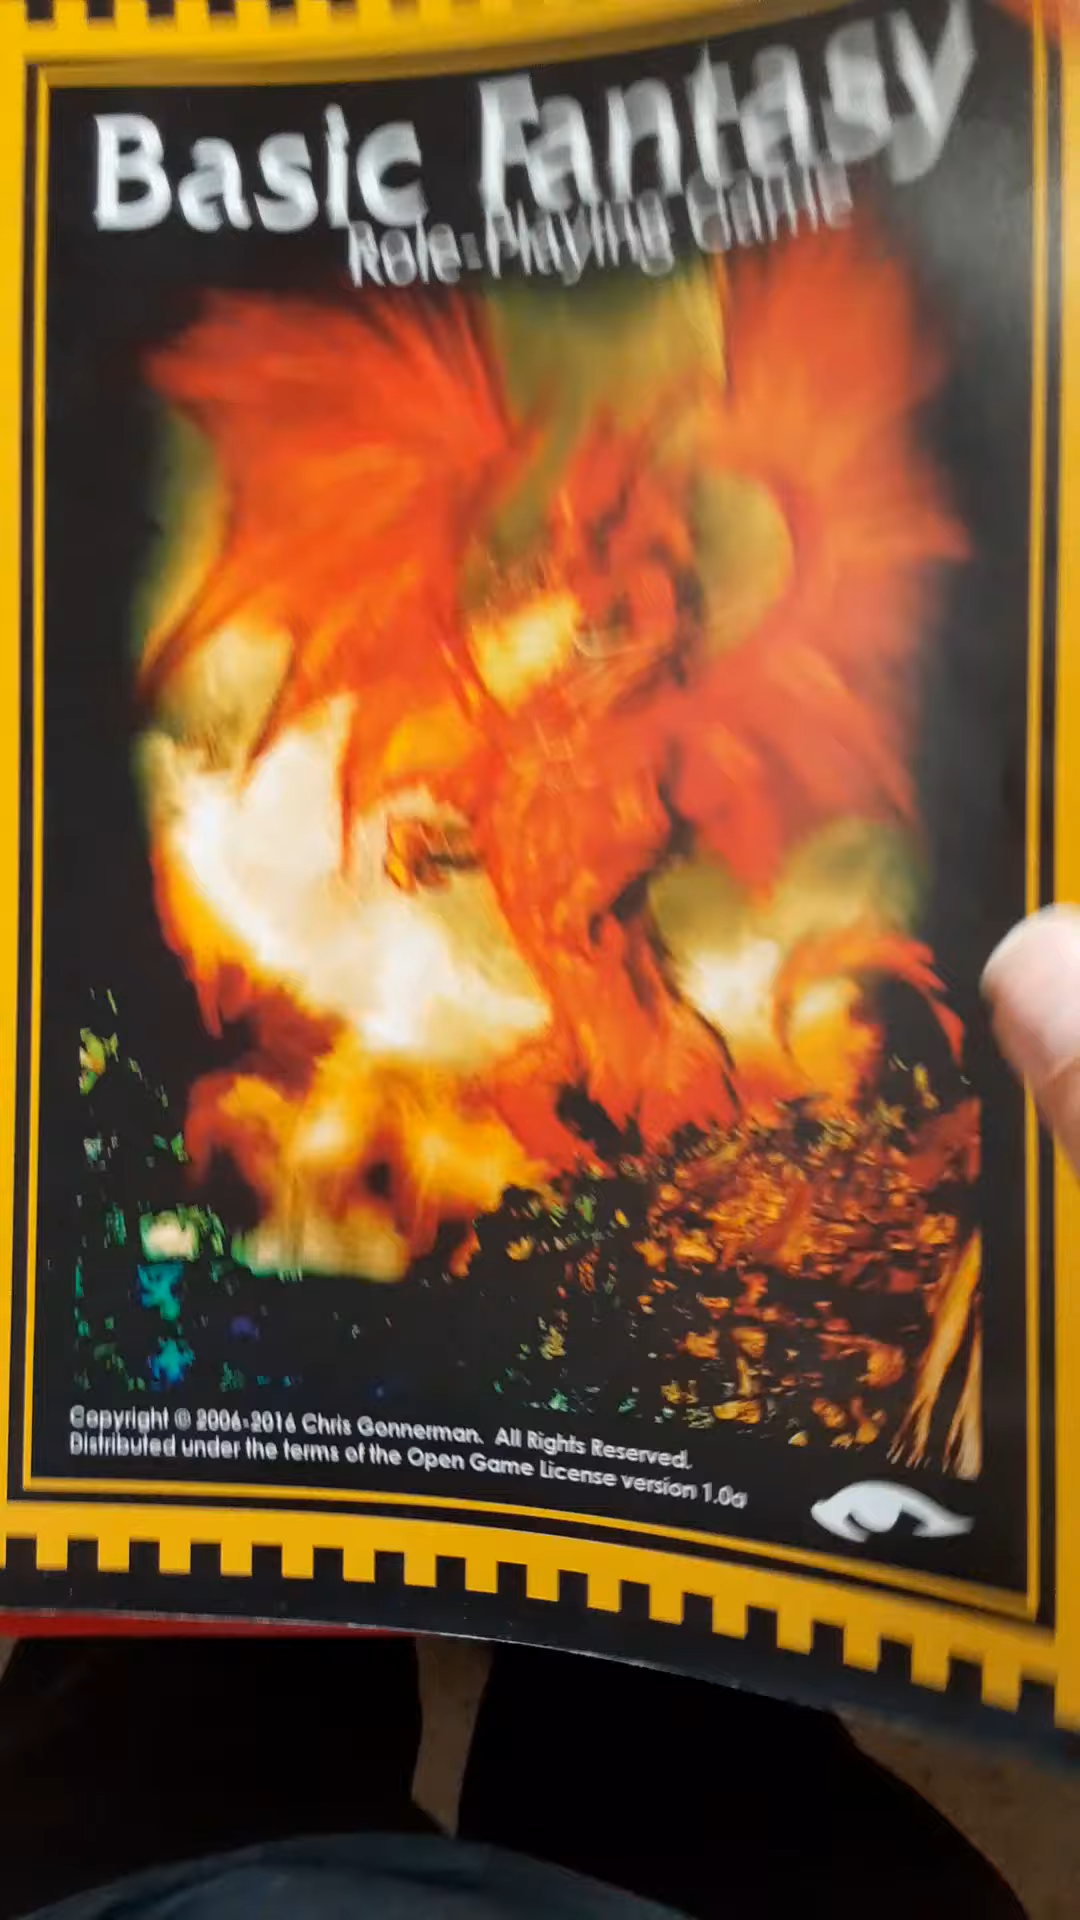 Basic Fantasy
Role-Playing Game
Copyright © 2006-2016 Chris Gonnerman. All Rights Reserved.
Distributed under the terms of the Open Game License version 1.0a